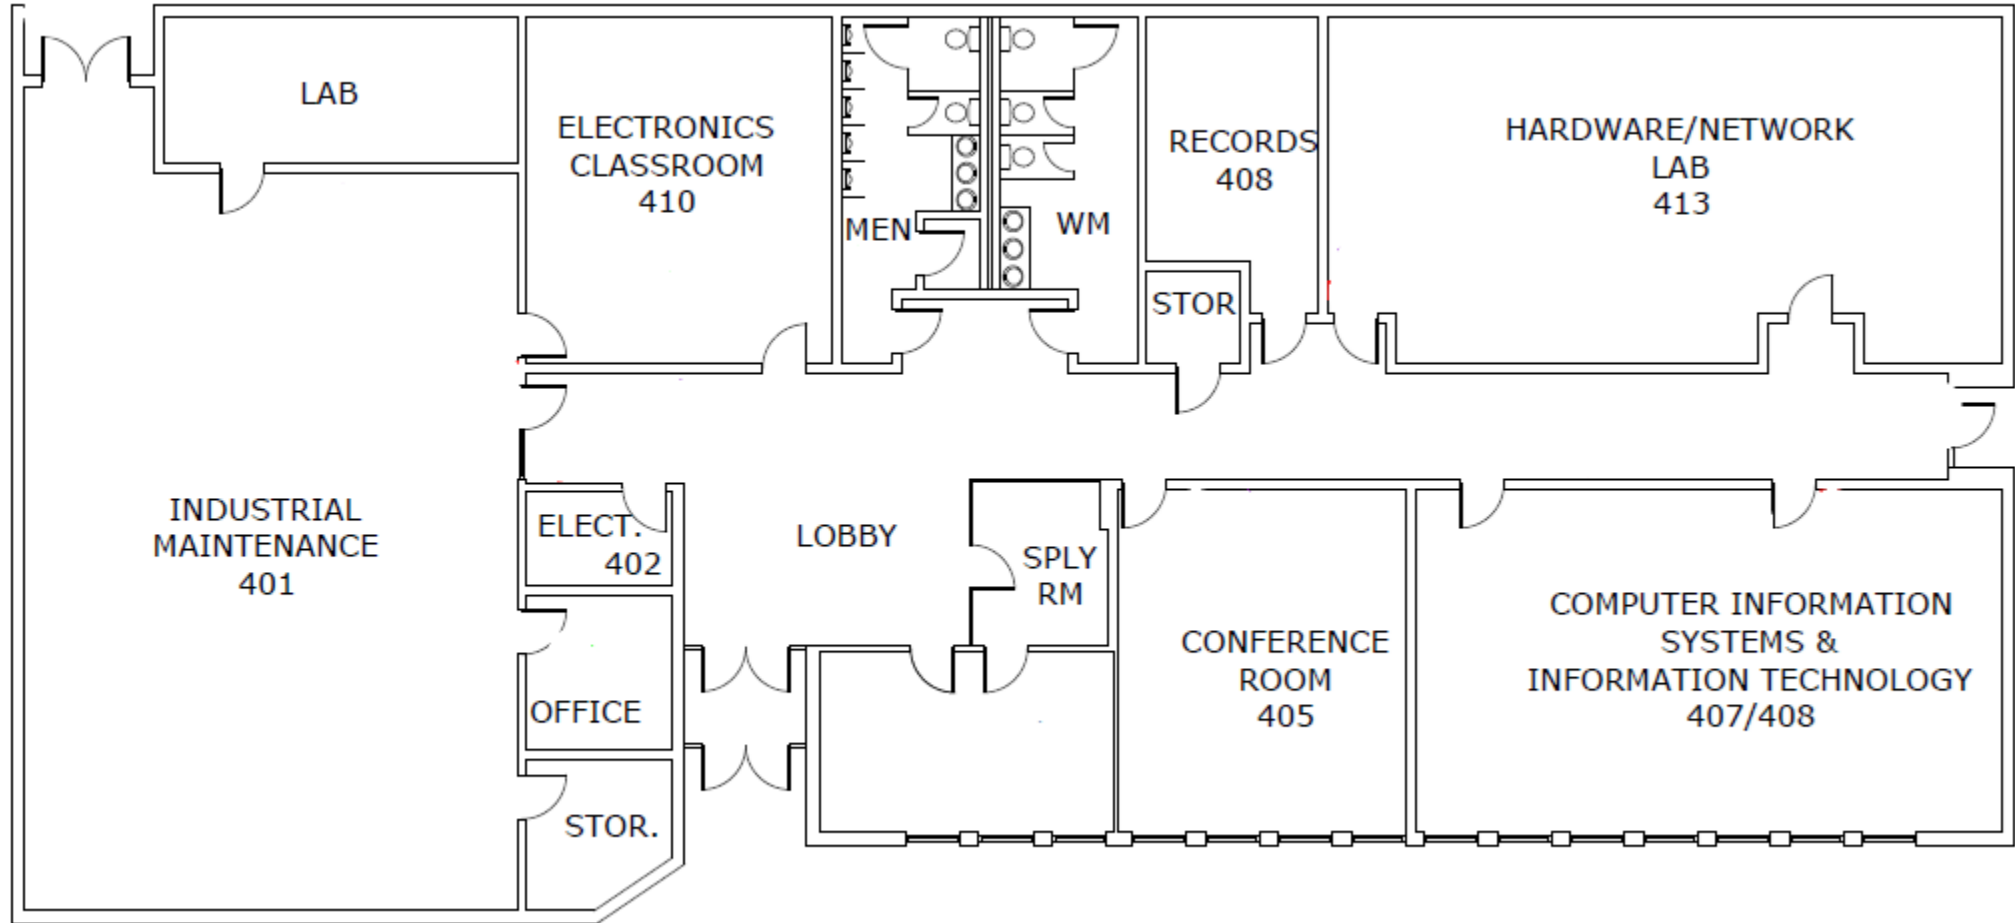 LAB
ELECTRONICS
CLASSROOM
410
MEN
WM
RECORDS
408
STOR
HARDWARE/NETWORK
LAB
413
INDUSTRIAL
MAINTENANCE
401
ELECT.
402
OFFICE
STOR.
LOBBY
SPLY
RM
CONFERENCE
ROOM
405
COMPUTER INFORMATION
SYSTEMS &
INFORMATION TECHNOLOGY
407/408